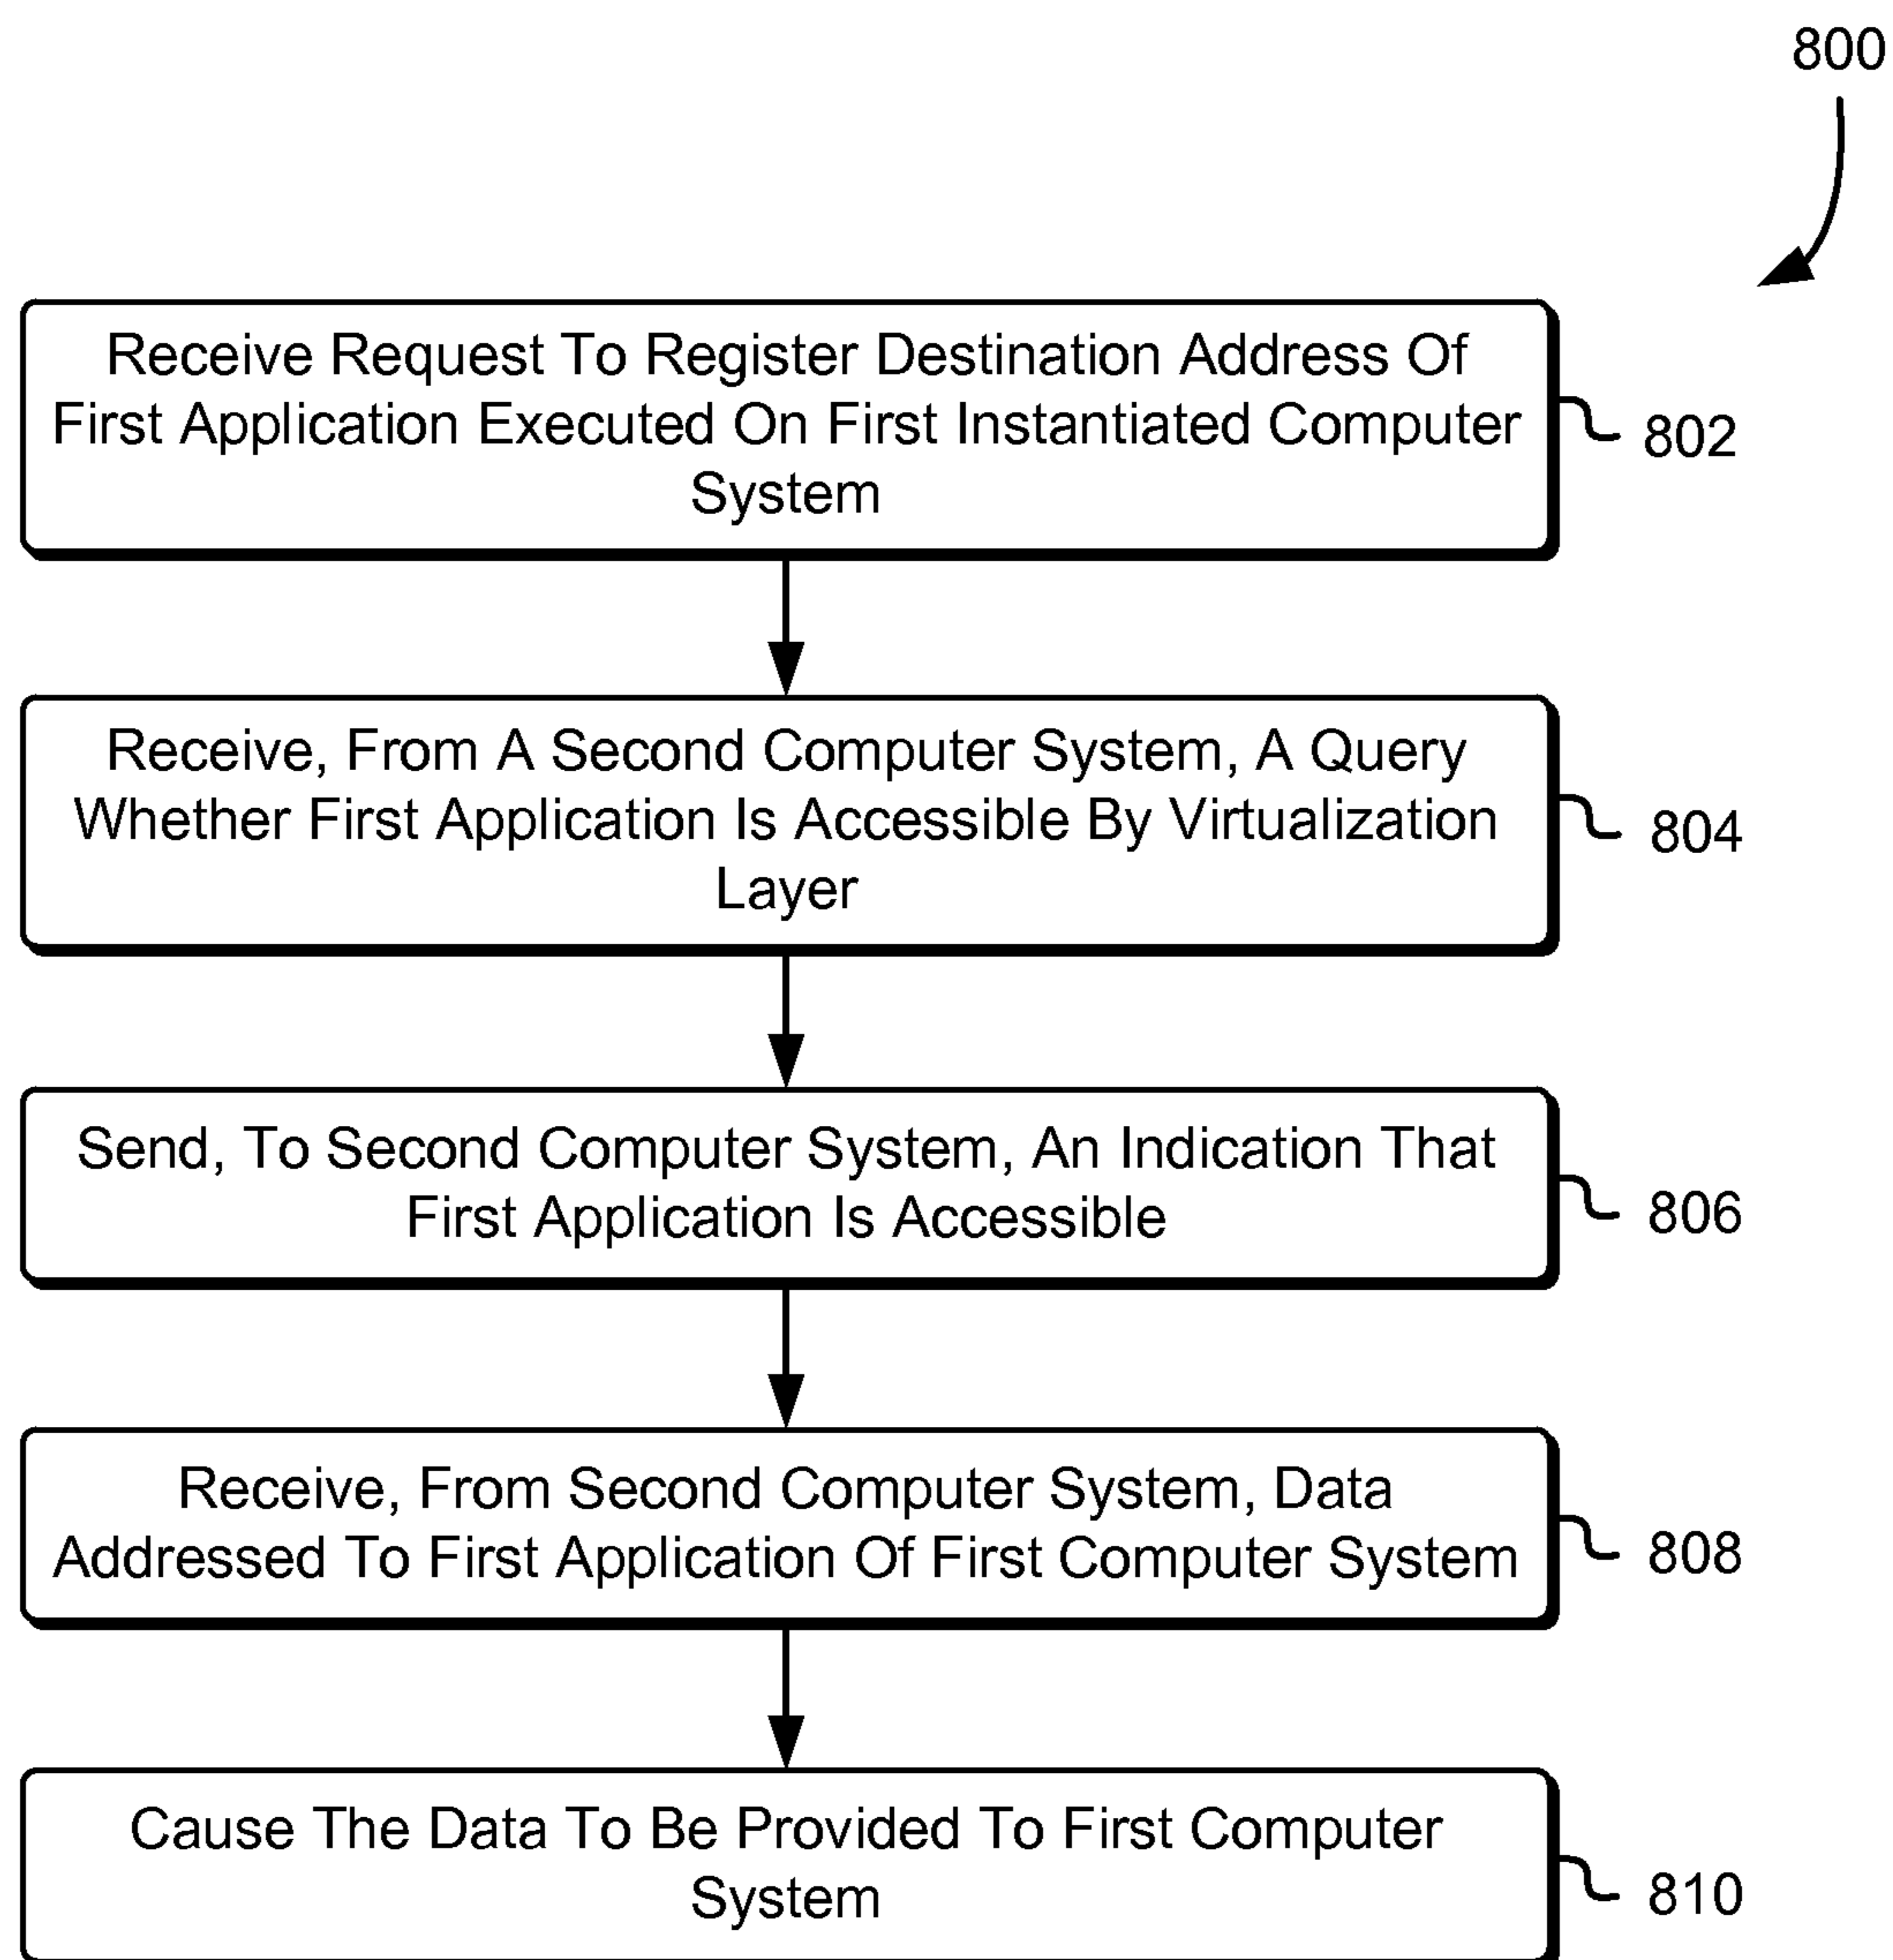 800
Receive Request To Register Destination Address Of
First Application Executed On First Instantiated Computer
System
802
Receive, From A Second Computer System, A Query
Whether First Application Is Accessible By Virtualization
Layer
804
Send, To Second Computer System, An Indication That
First Application Is Accessible
806
Receive, From Second Computer System, Data
Addressed To First Application Of First Computer System
808
Cause The Data To Be Provided To First Computer
System
810